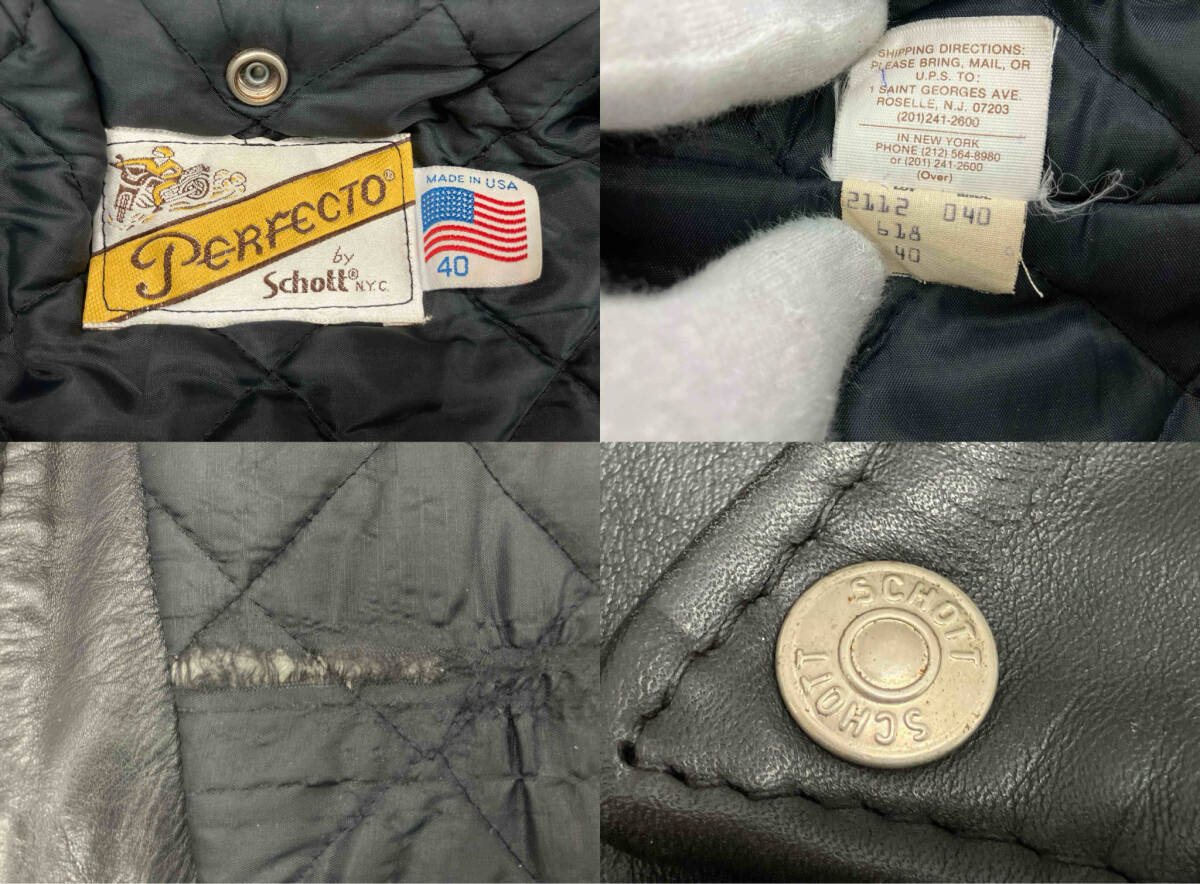 PERFECTO®
by
Schott® N.Y.C.
MADE IN USA
40
SHIPPING DIRECTIONS:
PLEASE BRING, MAIL, OR
U.P.S. TO:
1 SAINT GEORGES AVE.
ROSELLE, N.J. 07203
(201) 241-2600
IN NEW YORK
PHONE (212) 564-8980
or (201) 241-2600
(Over)
2112 040
618
40
SCHOTT
SCHOTT